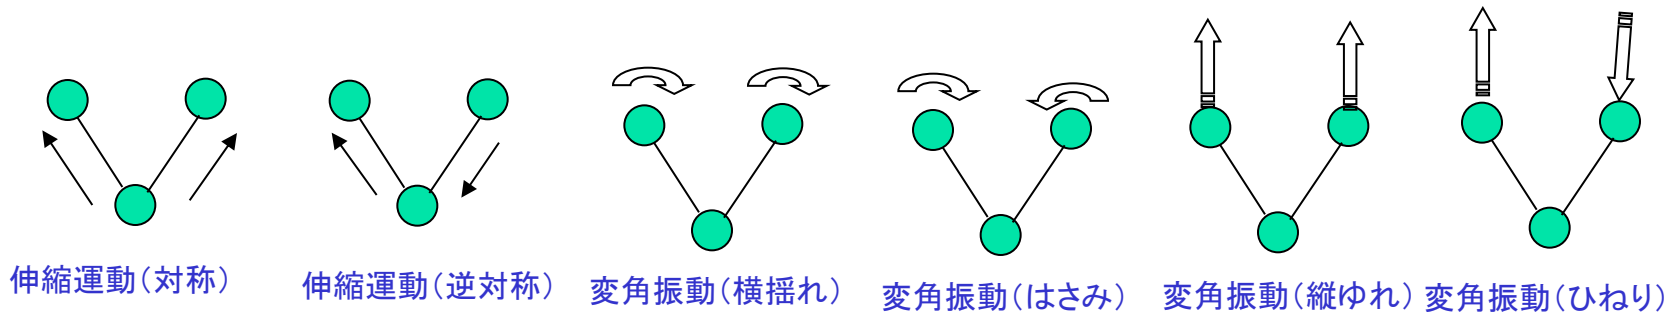 伸縮運動(対称)
伸縮運動(逆対称)
変角振動(横揺れ)
変角振動(はさみ)
変角振動(縦ゆれ)
変角振動(ひねり)